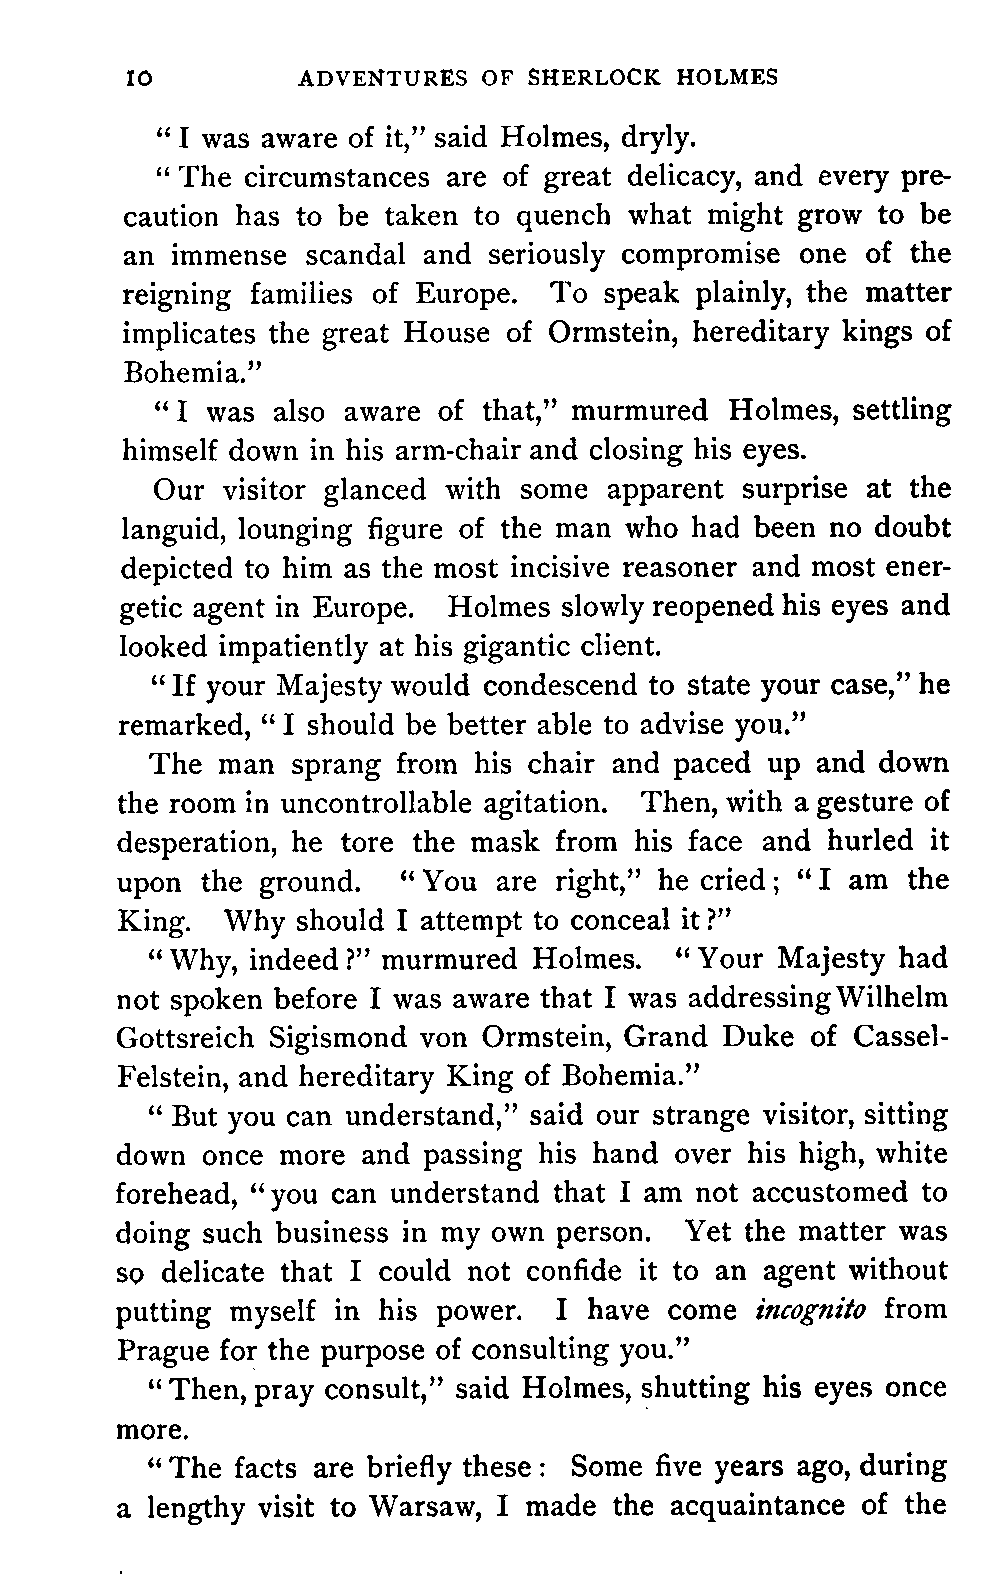 10 ADVENTURES OF SHERLOCK HOLMES
“ I was aware of it,” said Holmes, dryly.
“ The circumstances are of great delicacy, and every pre-
caution has to be taken to quench what might grow to be
an immense scandal and seriously compromise one of the
reigning families of Europe. To speak plainly, the matter
implicates the great House of Ormstein, hereditary kings of
Bohemia.”
“ I was also aware of that,” murmured Holmes, settling
himself down in his arm-chair and closing his eyes.
Our visitor glanced with some apparent surprise at the
languid, lounging figure of the man who had been no doubt
depicted to him as the most incisive reasoner and most ener-
getic agent in Europe. Holmes slowly reopened his eyes and
looked impatiently at his gigantic client.
“ If your Majesty would condescend to state your case,” he
remarked, “ I should be better able to advise you.”
The man sprang from his chair and paced up and down
the room in uncontrollable agitation. Then, with a gesture of
desperation, he tore the mask from his face and hurled it
upon the ground. “ You are right,” he cried ; “ I am the
King. Why should I attempt to conceal it ?”
“ Why, indeed ?” murmured Holmes. “ Your Majesty had
not spoken before I was aware that I was addressing Wilhelm
Gottsreich Sigismond von Ormstein, Grand Duke of Cassel-
Felstein, and hereditary King of Bohemia.”
“ But you can understand,” said our strange visitor, sitting
down once more and passing his hand over his high, white
forehead, “ you can understand that I am not accustomed to
doing such business in my own person. Yet the matter was
so delicate that I could not confide it to an agent without
putting myself in his power. I have come incognito from
Prague for the purpose of consulting you.”
“ Then, pray consult,” said Holmes, shutting his eyes once
more.
“ The facts are briefly these : Some five years ago, during
a lengthy visit to Warsaw, I made the acquaintance of the